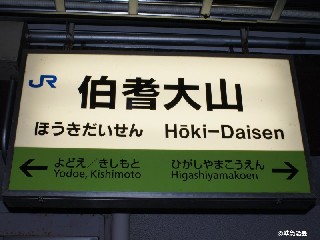 JR 伯耆大山
ほうきだいせん Hōki-Daisen
よどえ／きしもと ひがしやまこうえん
Yodoe, Kishimoto Higashiyamakoen